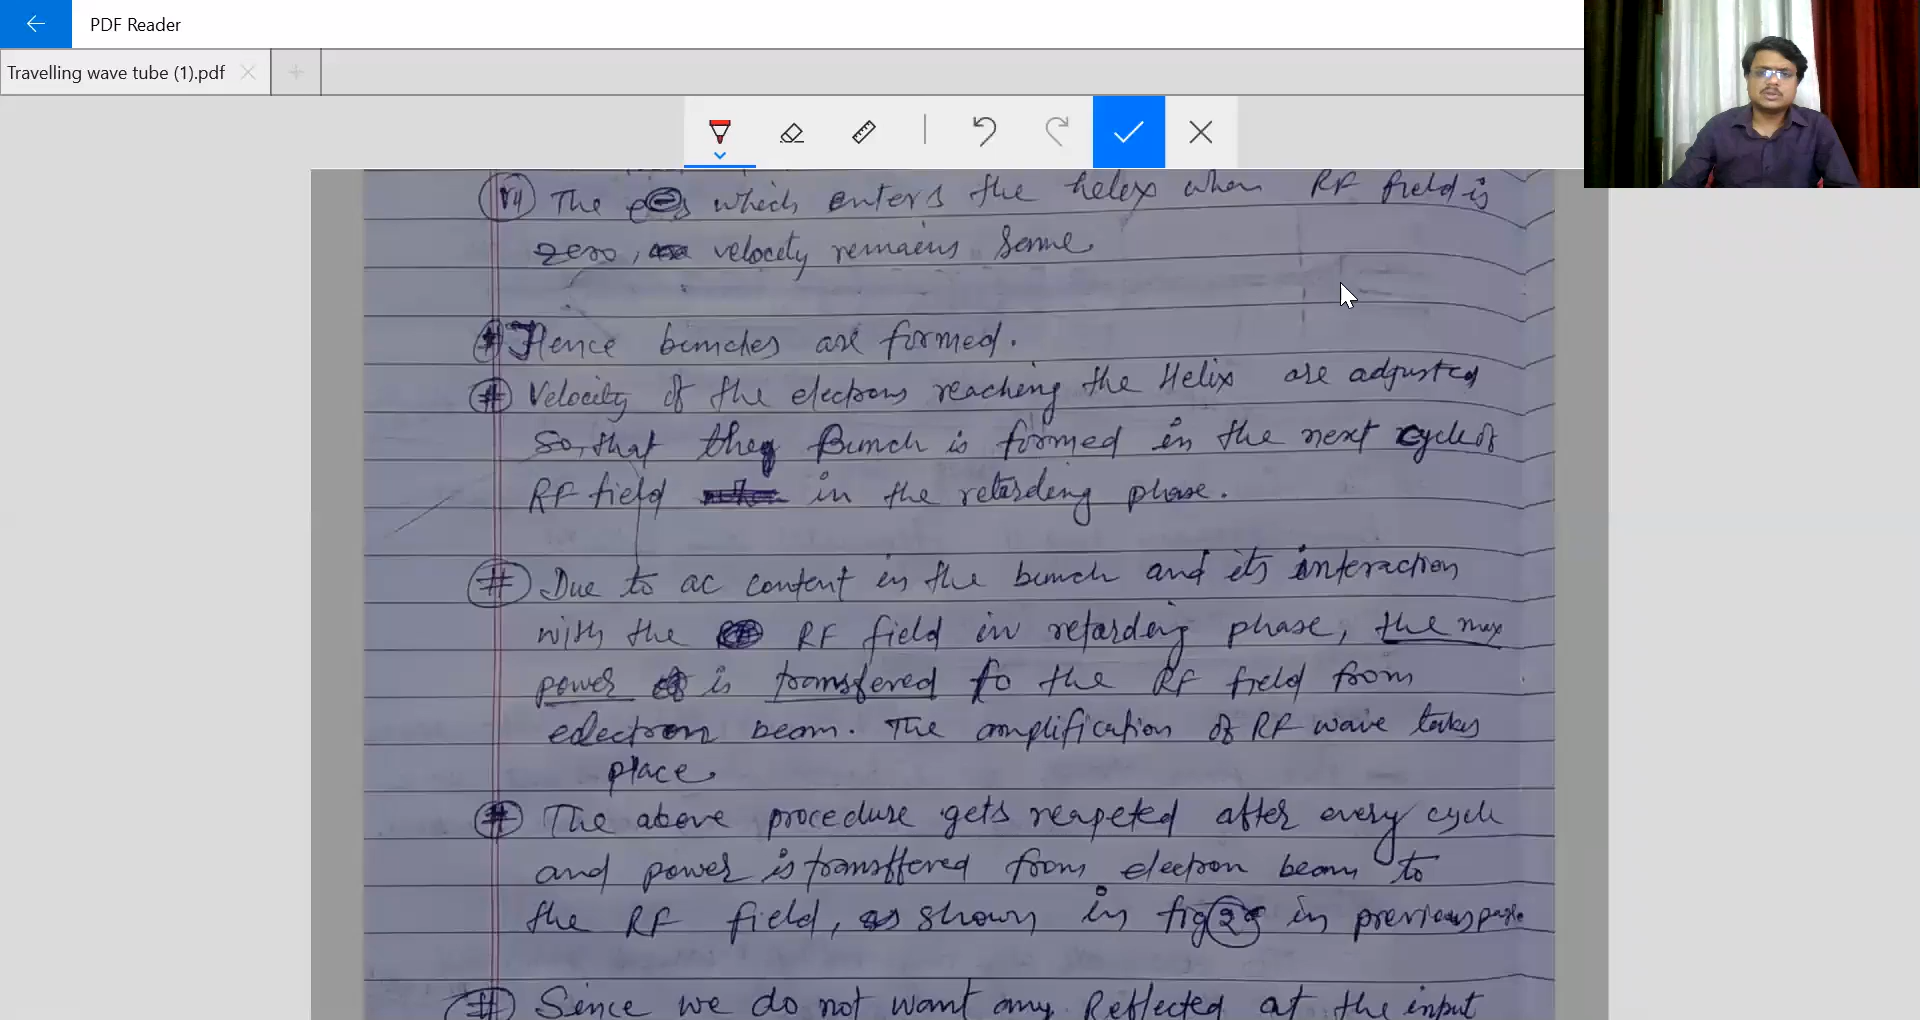 PDF Reader
Travelling wave tube (1).pdf
The es which enters the helix when RF field is
zero, velocity remains same.
# Hence bunches are formed.
# Velocity of the electrons reaching the Helix are adjusted
So, that they Bunch is formed in the next cycle of
RF field in the retarding phase.
# Due to ac content in the bunch and its interaction
with the RF field in retarding phase, the max
power is transfered to the RF field from
electron beam. The amplification of RF wave takes
place.
# The above procedure gets reapeted after every cycle
and power is transffered from electron beam to
the RF field, as shown in fig 2 in previous page
# Since we do not want any Reflected at the input